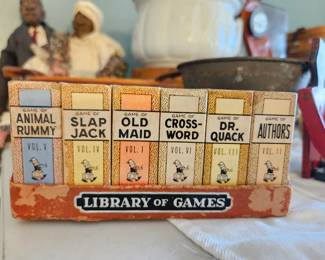 GAME OF
ANIMAL
RUMMY
VOL. V
GAME OF
SLAP
JACK
VOL. IV
GAME OF
OLD
MAID
VOL. I
GAME OF
CROSS-
WORDS
VOL. VI
GAME OF
DR.
QUACK
VOL. III
GAME OF
AUTHORS
VOL. II
LIBRARY OF GAMES